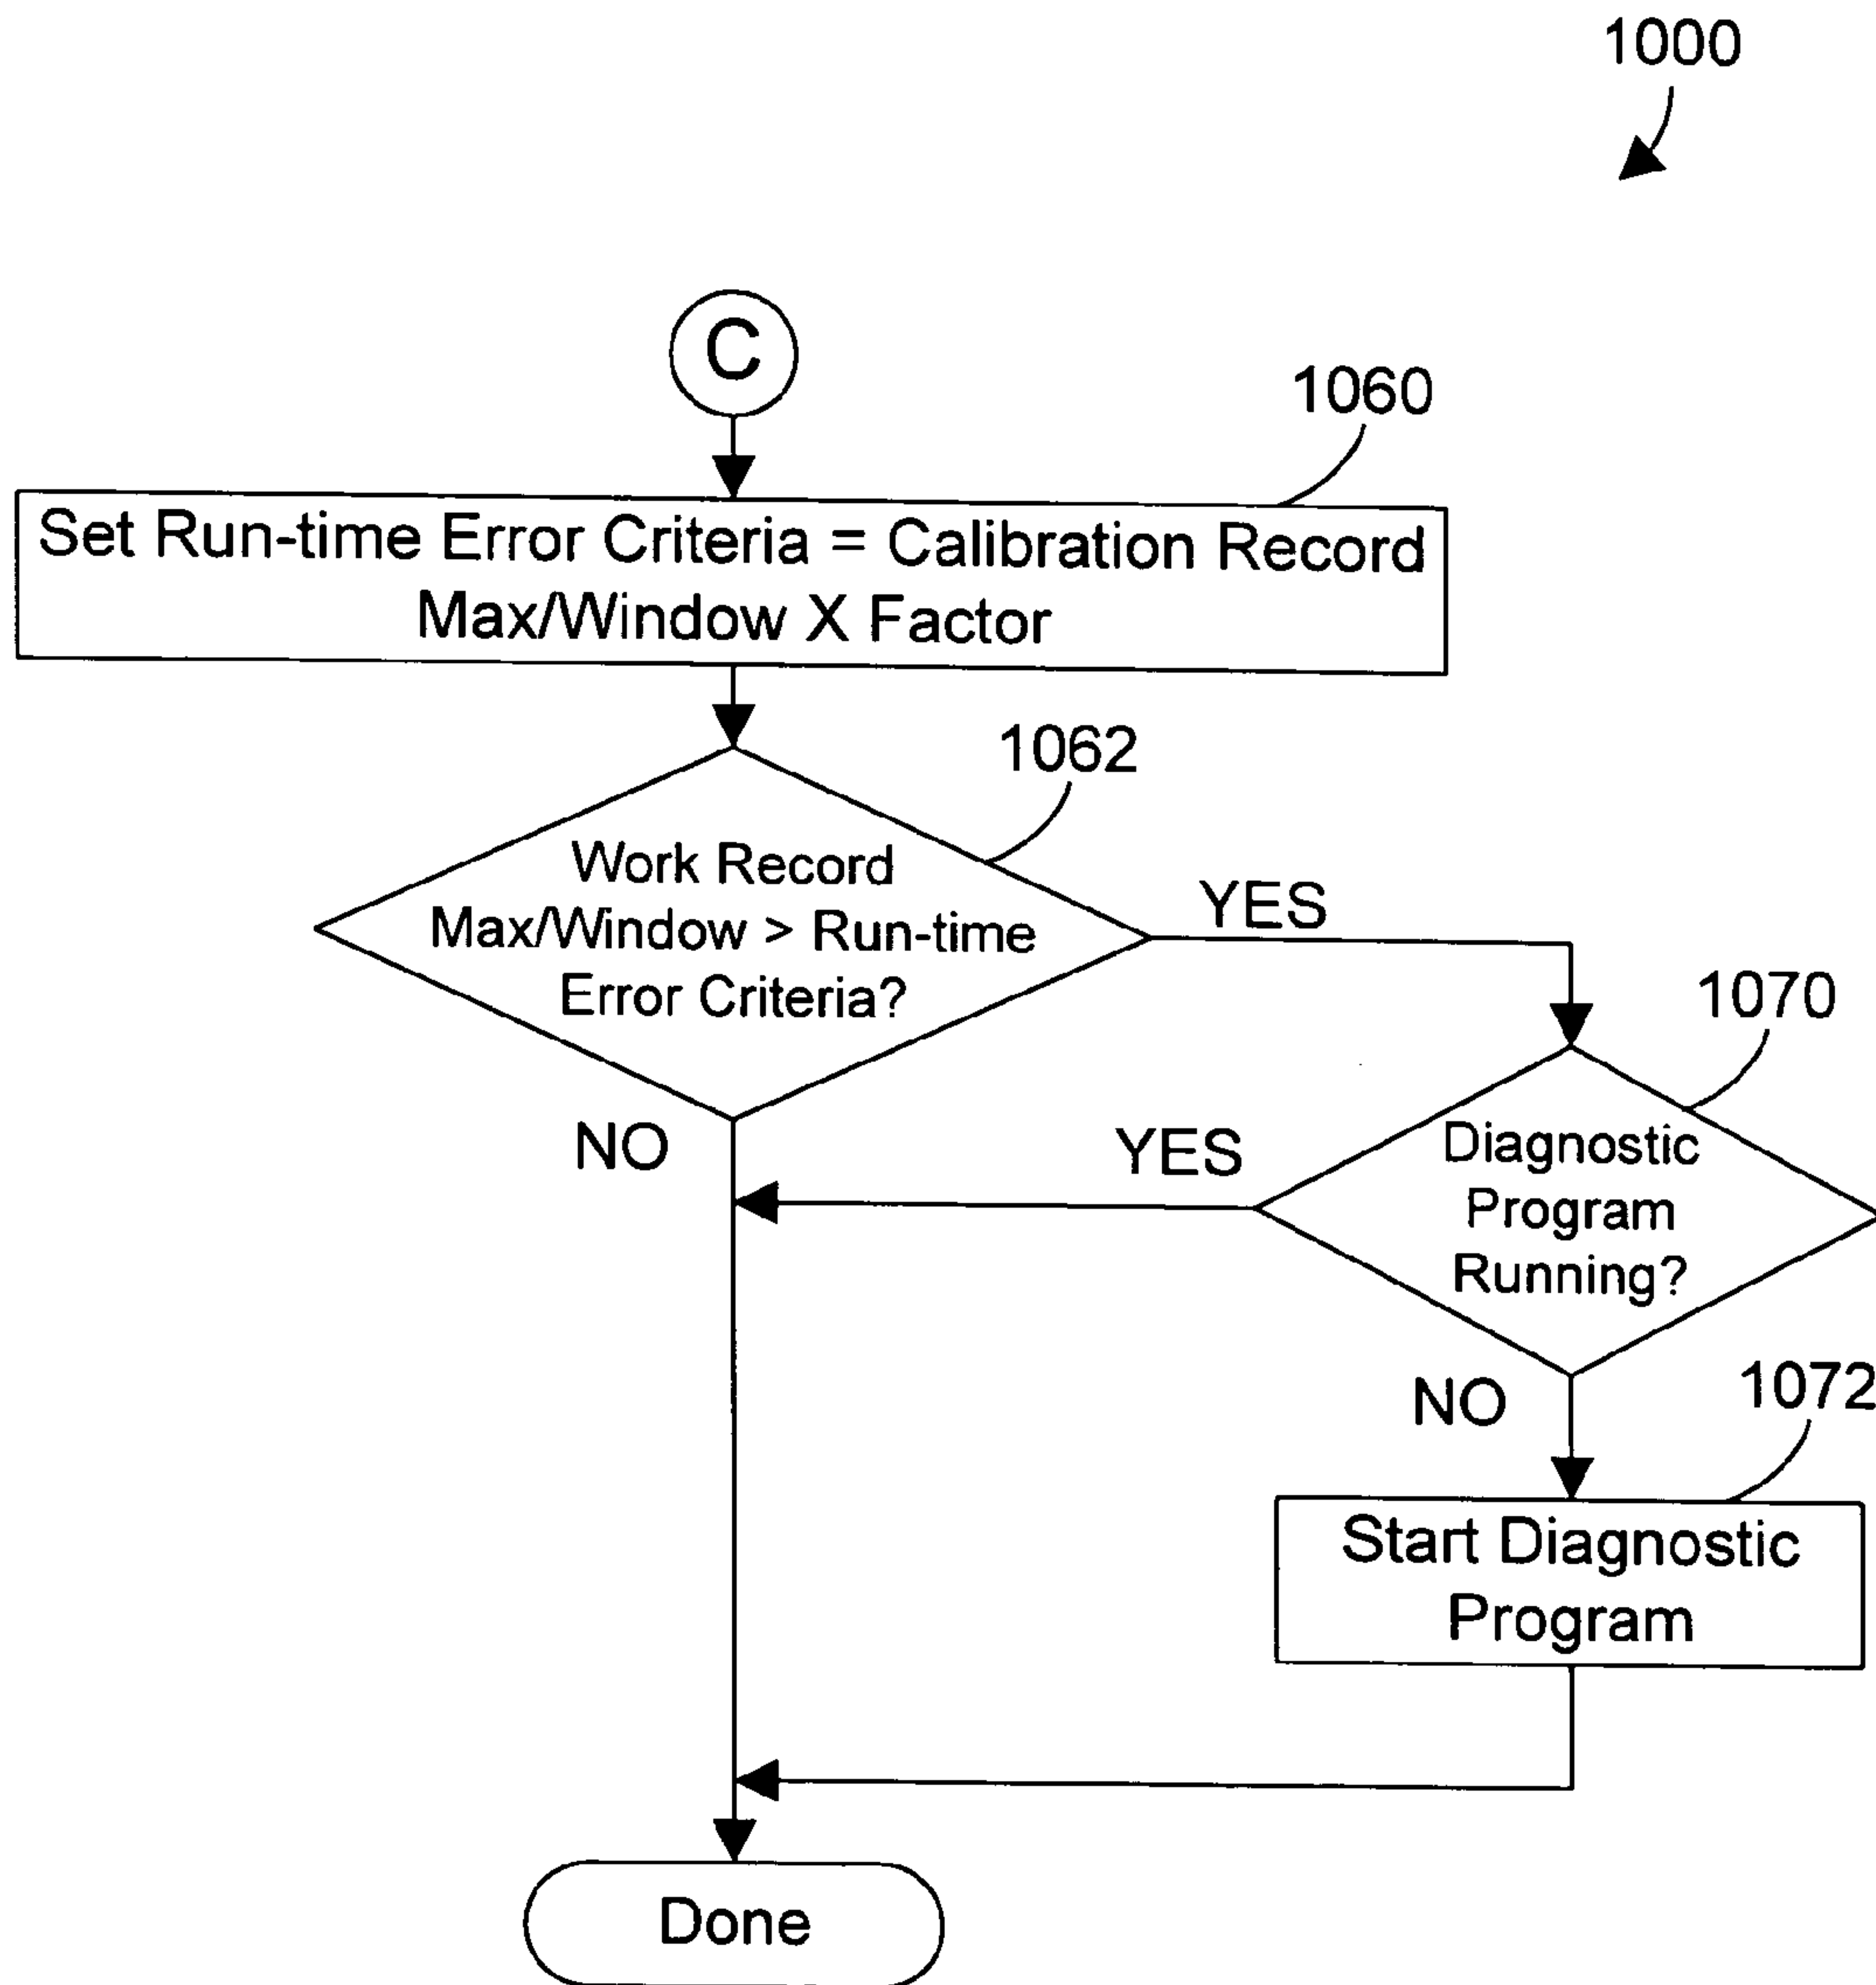 1000
C
1060
Set Run-time Error Criteria = Calibration Record
Max/Window X Factor
1062
Work Record
Max/Window > Run-time
Error Criteria?
YES
1070
NO
YES
Diagnostic
Program
Running?
NO
1072
Start Diagnostic
Program
Done